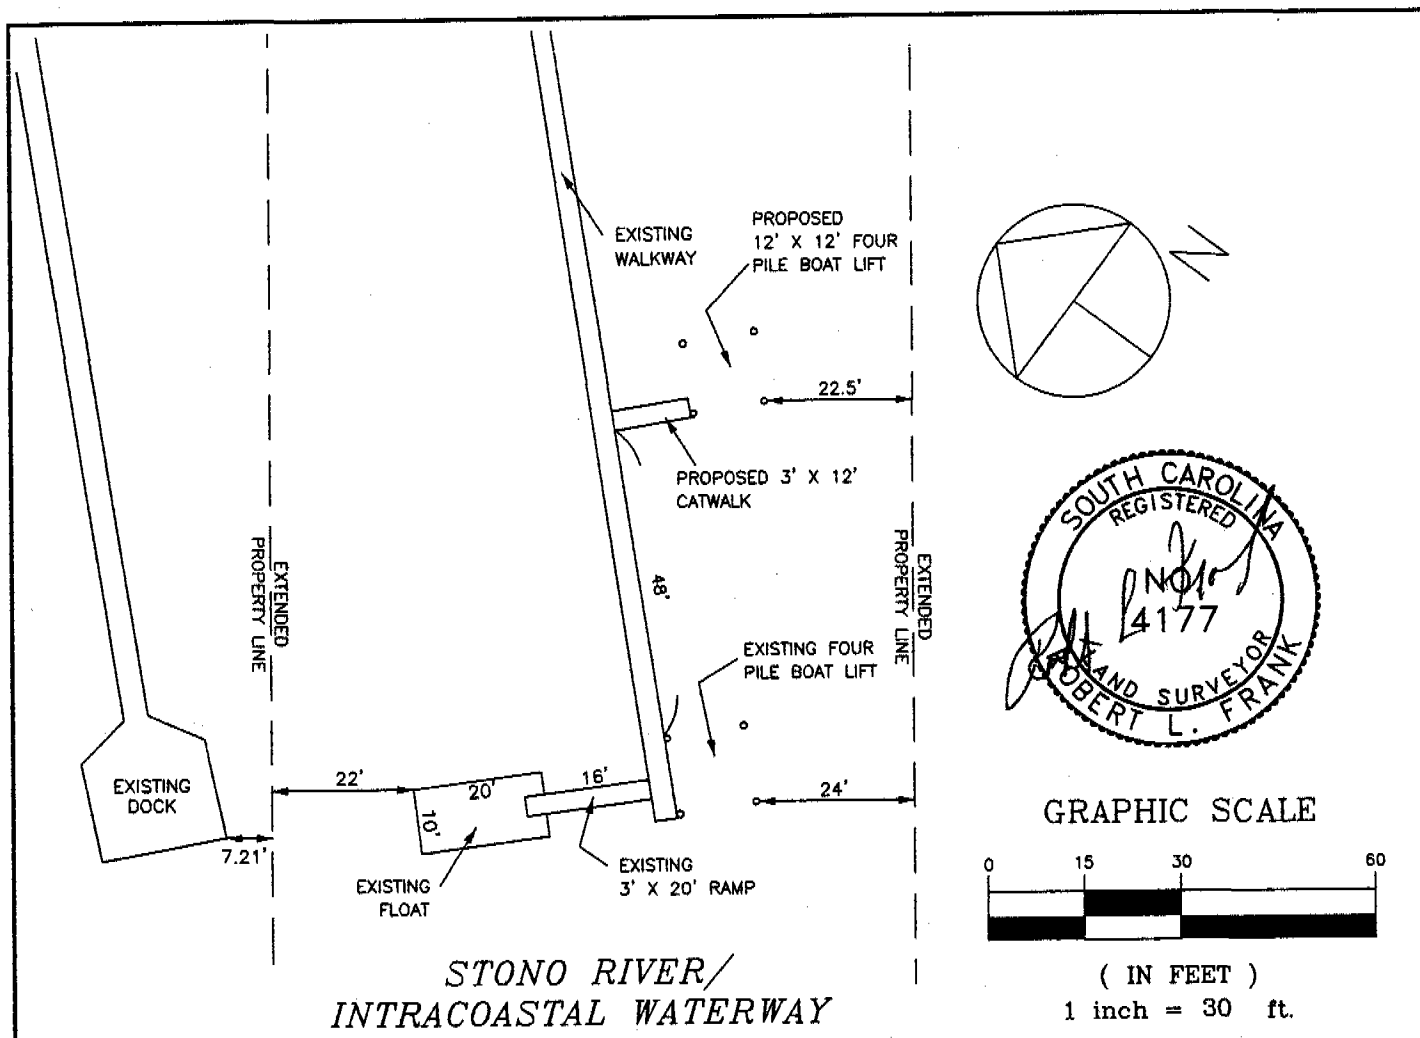 PROPOSED
12' X 12' FOUR
PILE BOAT LIFT
EXISTING
WALKWAY
N
22.5'
PROPOSED 3' X 12'
CATWALK
SOUTH CAROLINA
REGISTERED
NO.
4177
LAND SURVEYOR
ROBERT L. FRANK
EXTENDED
PROPERTY LINE
48'
EXTENDED
PROPERTY LINE
EXISTING FOUR
PILE BOAT LIFT
EXISTING
DOCK
22'
20'
10'
16'
24'
7.21'
EXISTING
FLOAT
EXISTING
3' X 20' RAMP
GRAPHIC SCALE
0 15 30 60
( IN FEET )
1 inch = 30 ft.
STONO RIVER/
INTRACOASTAL WATERWAY